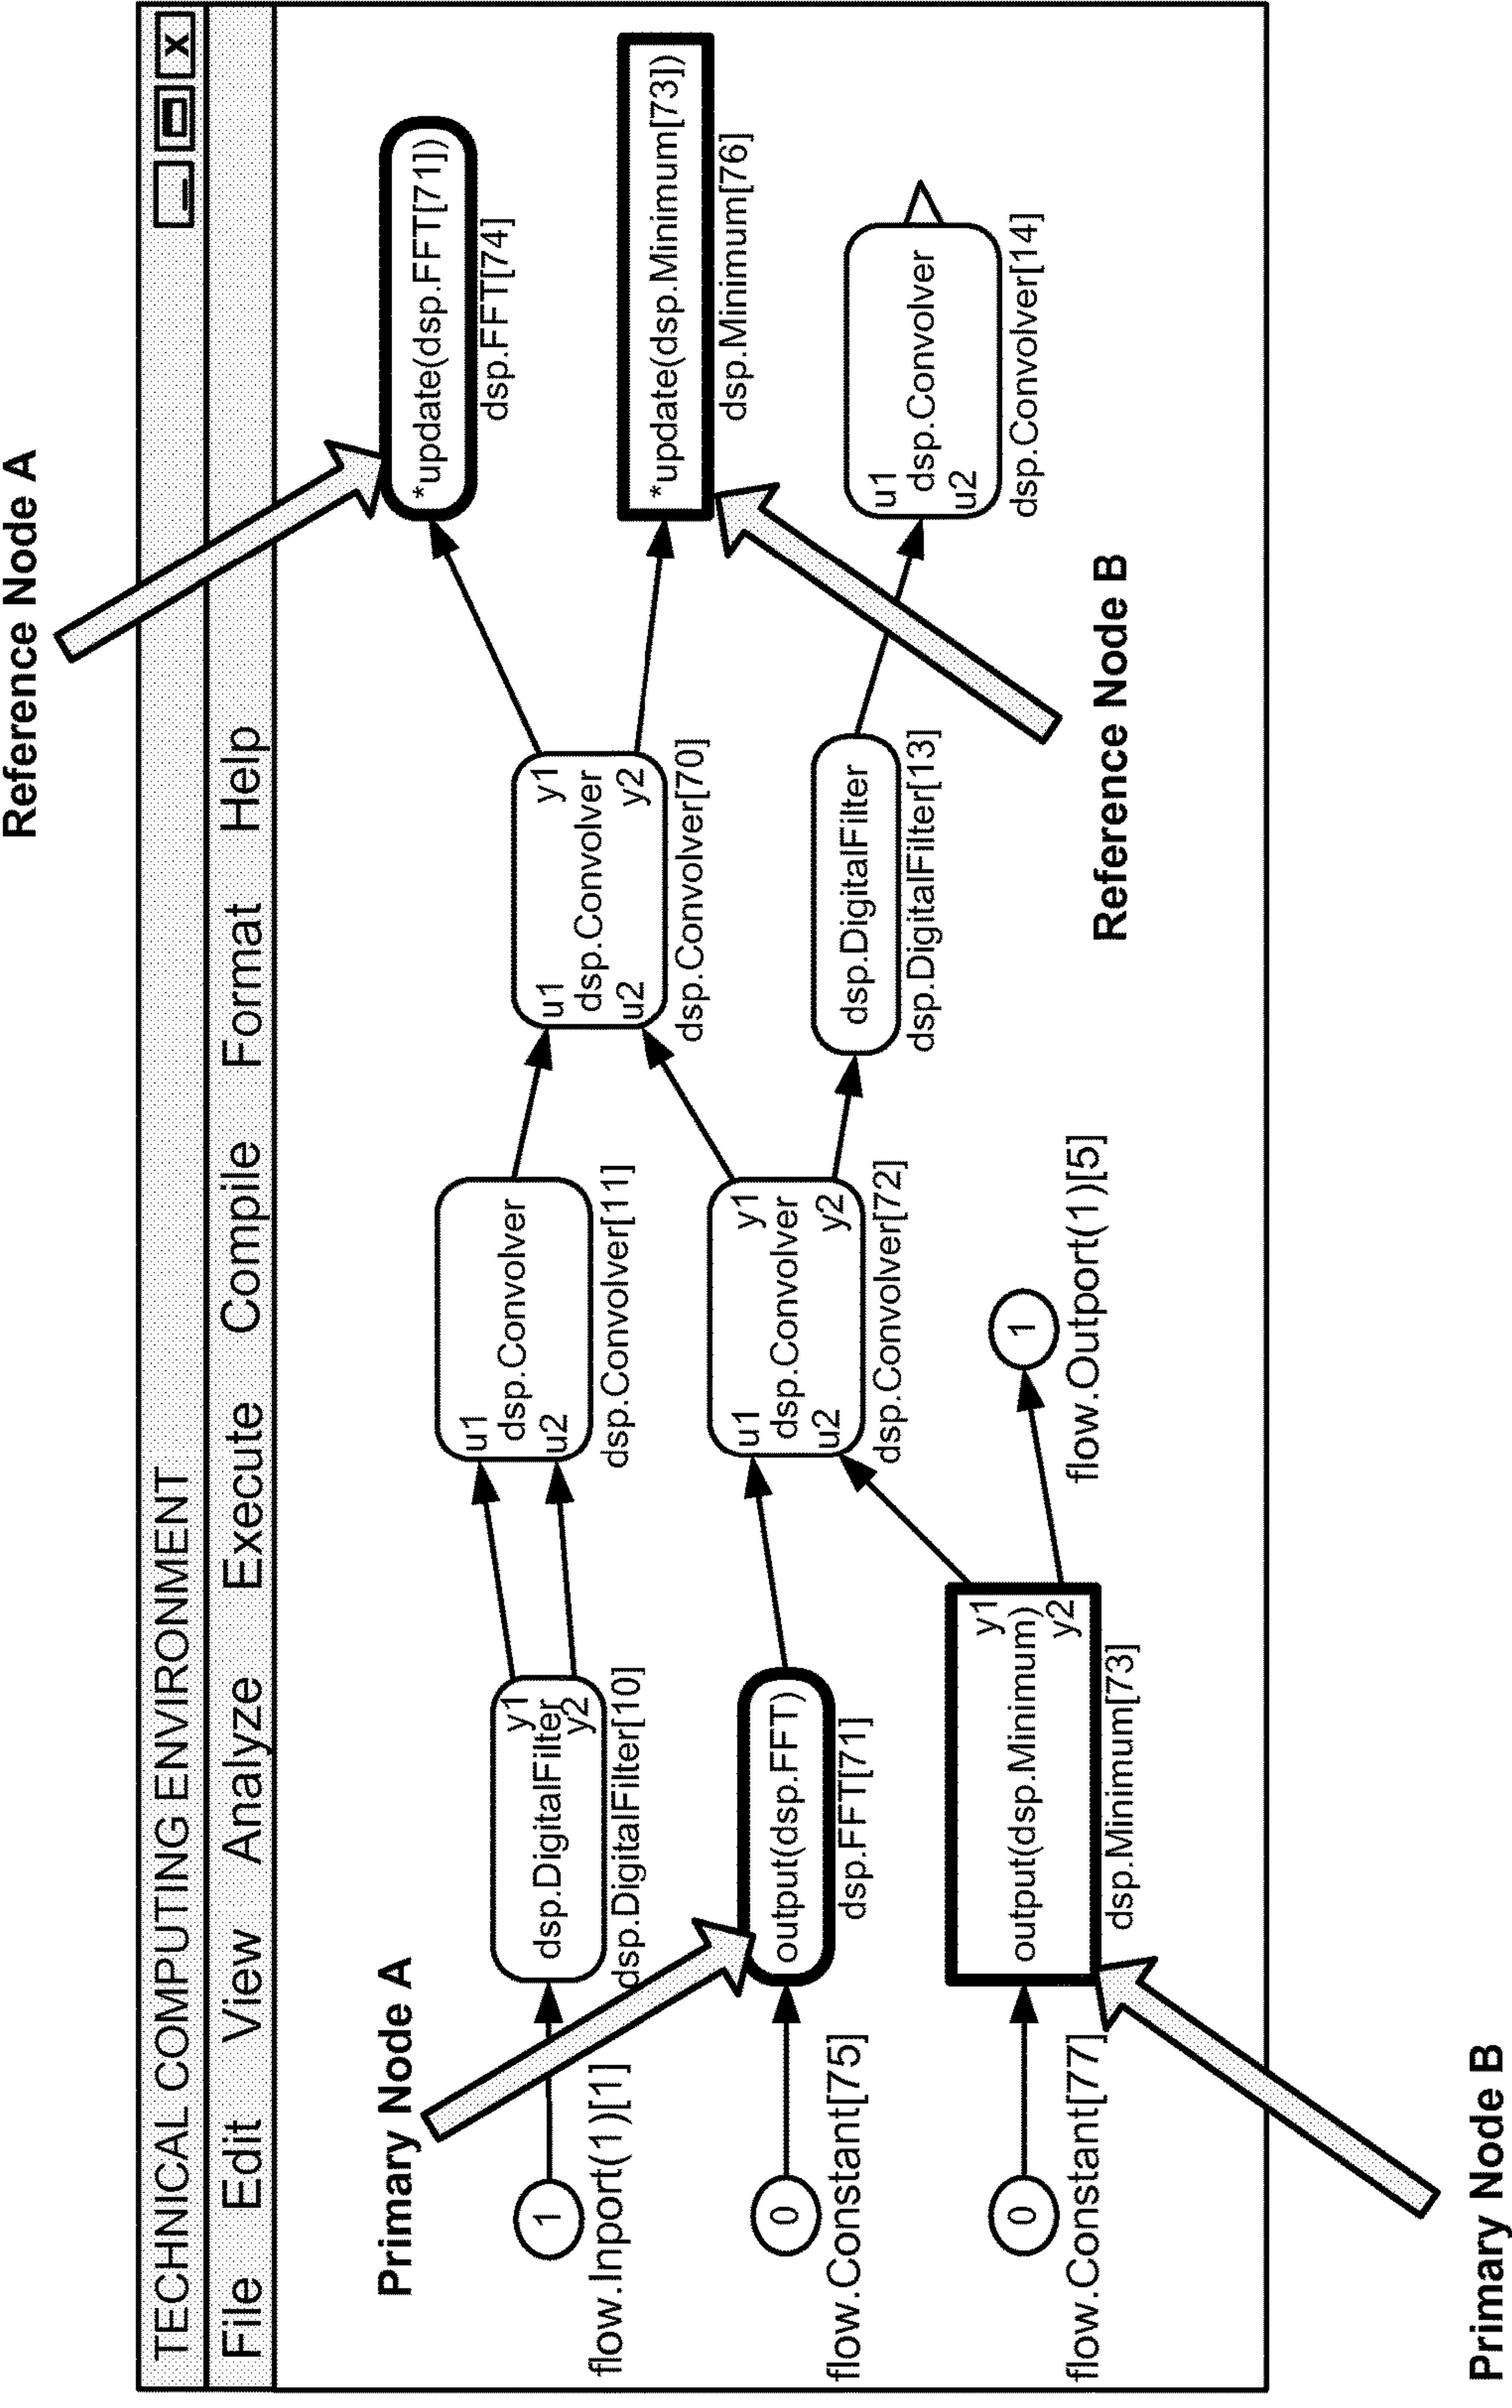 Reference Node A
TECHNICAL COMPUTING ENVIRONMENT
_
X
File Edit View Analyze Execute Compile Format Help
Primary Node A
1
flow.Inport(1)[1]
y1
dsp.DigitalFilter
y2
dsp.DigitalFilter[10]
u1
dsp.Convolver
u2
dsp.Convolver[11]
u1 y1
dsp.Convolver
u2 y2
dsp.Convolver[70]
*update(dsp.FFT[71])
dsp.FFT[74]
*update(dsp.Minimum[73])
dsp.Minimum[76]
0
flow.Constant[75]
output(dsp.FFT)
dsp.FFT[71]
u1 y1
dsp.Convolver
u2 y2
dsp.Convolver[72]
dsp.DigitalFilter
dsp.DigitalFilter[13]
u1
dsp.Convolver
u2
dsp.Convolver[14]
0
flow.Constant[77]
y1
output(dsp.Minimum)
y2
dsp.Minimum[73]
1
flow.Outport(1)[5]
Reference Node B
Primary Node B